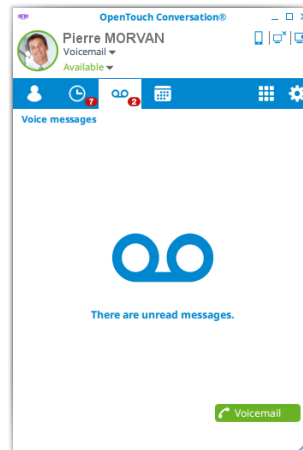 OpenTouch Conversation®
Pierre MORVAN
Voicemail
Available
7
2
Voice messages
There are unread messages.
Voicemail